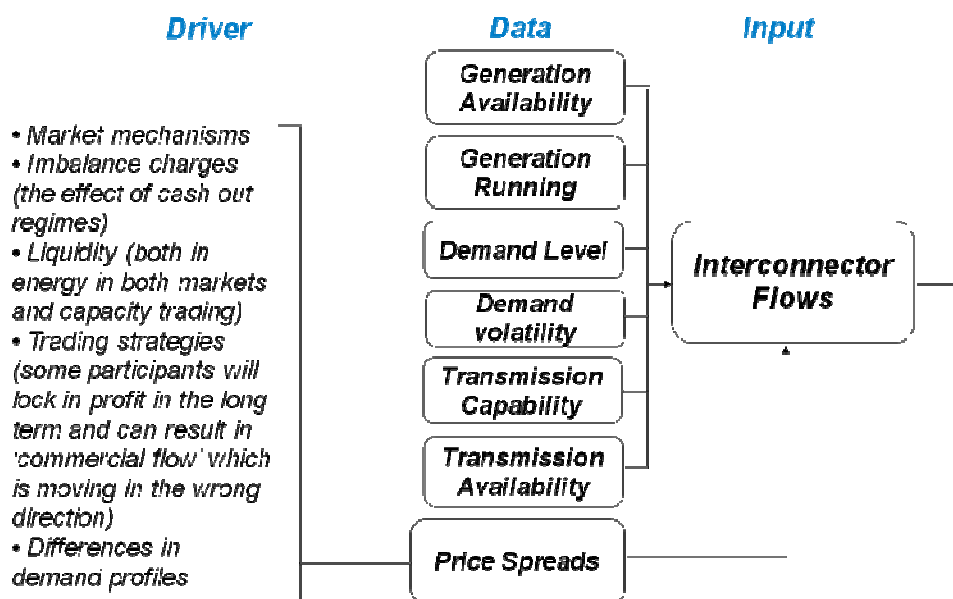 Driver
Data
Input
• Market mechanisms
• Imbalance charges
(the effect of cash out
regimes)
• Liquidity (both in
energy in both markets
and capacity trading)
• Trading strategies
(some participants will
lock in profit in the long
term and can result in
'commercial flow' which
is moving in the wrong
direction)
• Differences in
demand profiles
Generation
Availability
Generation
Running
Demand Level
Demand
volatility
Transmission
Capability
Transmission
Availability
Price Spreads
Interconnector
Flows